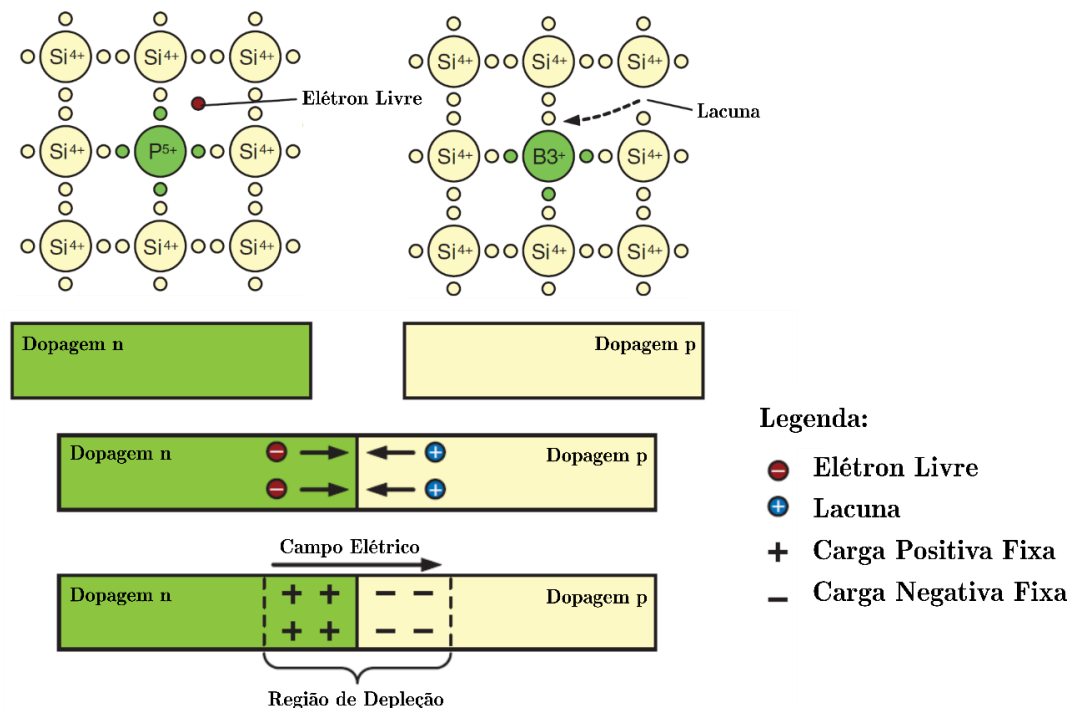 Si4+ Si4+ Si4+
Elétron Livre
Si4+ P5+ Si4+
Si4+ Si4+ Si4+
Si4+ Si4+ Si4+
Lacuna
Si4+ B3+ Si4+
Si4+ Si4+ Si4+
Dopagem n
Dopagem p
Dopagem n
Dopagem p
Campo Elétrico
Dopagem n
+ + − −
Dopagem p
+ + − −
Região de Depleção
Legenda:
− Elétron Livre
+ Lacuna
+ Carga Positiva Fixa
− Carga Negativa Fixa